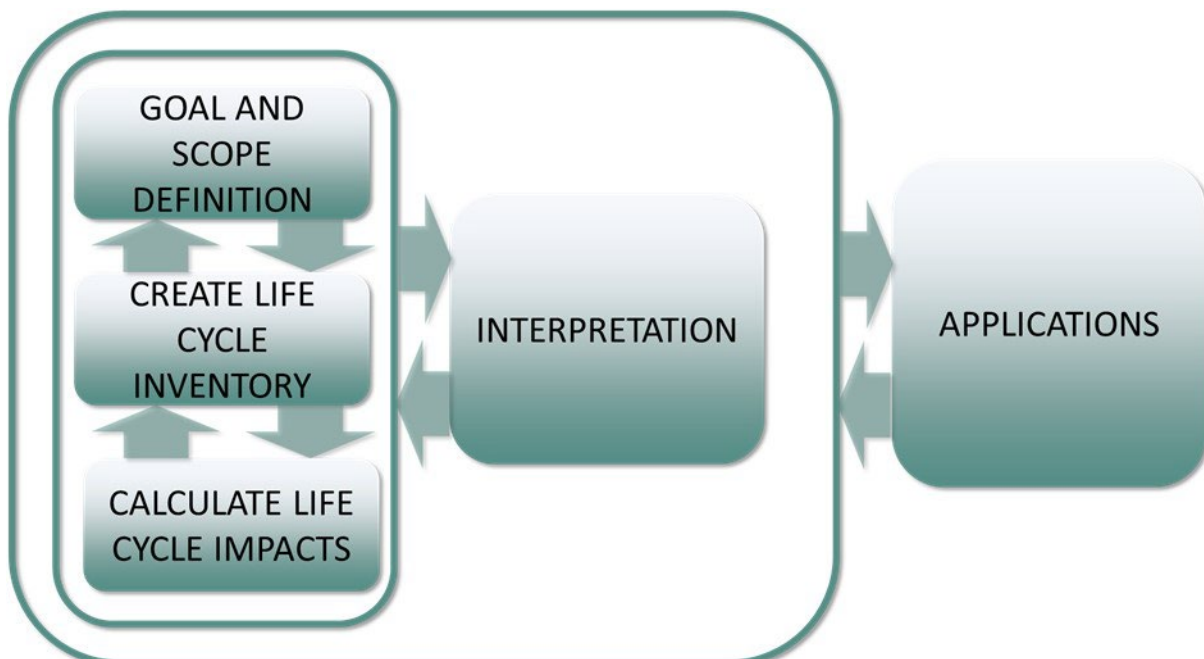 GOAL AND
SCOPE
DEFINITION
CREATE LIFE
CYCLE
INVENTORY
CALCULATE LIFE
CYCLE IMPACTS
INTERPRETATION
APPLICATIONS